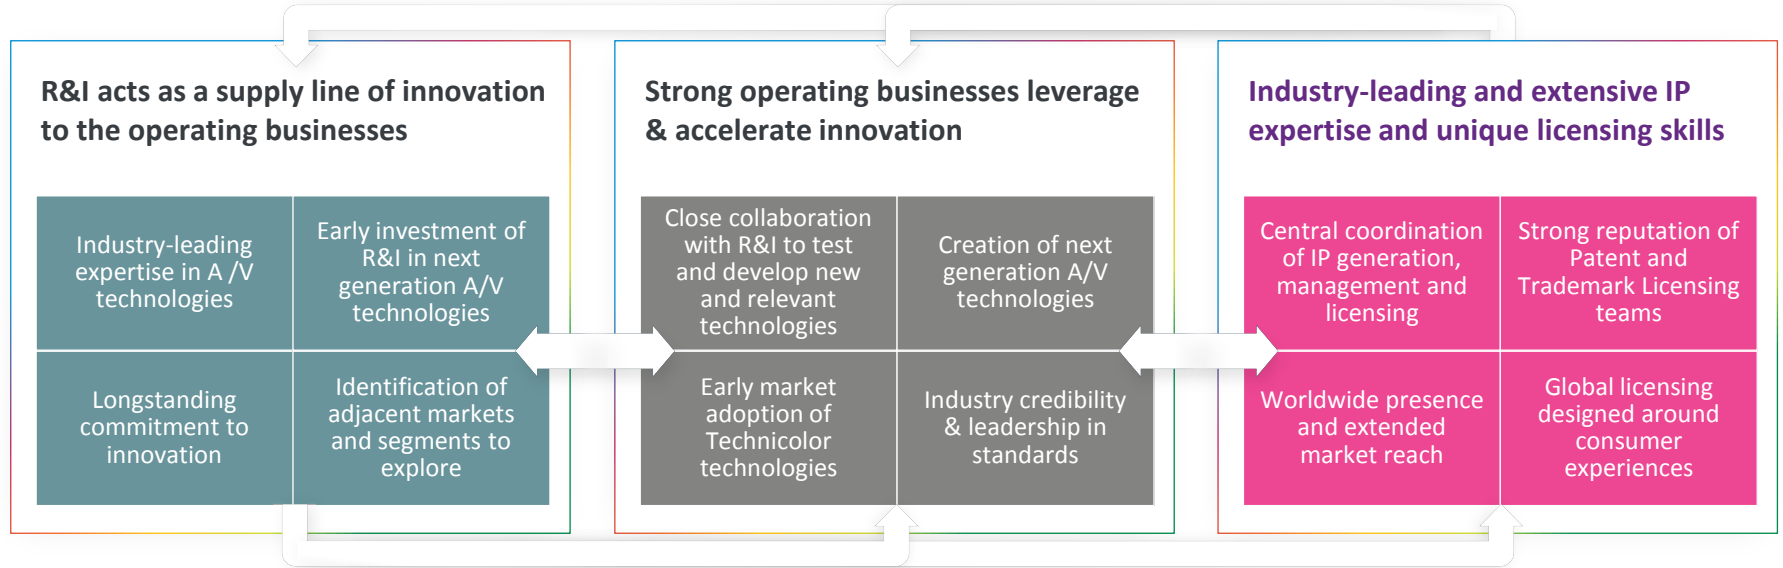 R&I acts as a supply line of innovation
to the operating businesses
Industry-leading
expertise in A /V
technologies
Early investment of
R&I in next
generation A/V
technologies
Longstanding
commitment to
innovation
Identification of
adjacent markets
and segments to
explore
Strong operating businesses leverage
& accelerate innovation
Close collaboration
with R&I to test
and develop new
and relevant
technologies
Creation of next
generation A/V
technologies
Early market
adoption of
Technicolor
technologies
Industry credibility
& leadership in
standards
Industry-leading and extensive IP
expertise and unique licensing skills
Central coordination
of IP generation,
management and
licensing
Strong reputation of
Patent and
Trademark Licensing
teams
Worldwide presence
and extended
market reach
Global licensing
designed around
consumer
experiences